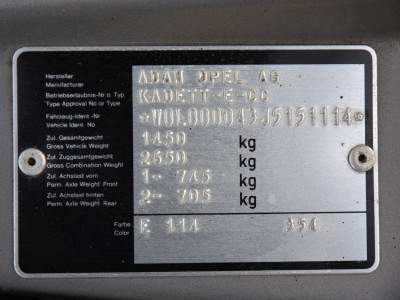 Hersteller
Manufacturer
ADAM OPEL AG
Betriebserlaubnis-Nr o. Typ
Type Approval No or Type
KADETT-E-CC
Fahrzeug-Ident.-Nr
Vehicle Ident. No
*W0L000043J5151114*
Zul. Gesamtgewicht
Gross Vehicle Weight
1450 kg
Zul. Zuggesamtgewicht
Gross Combination Weight
2550 kg
Zul. Achslast vorn
Perm. Axle Weight Front
1- 745 kg
Zul. Achslast hinten
Perm. Axle Weight Rear
2- 705 kg
Farbe
Color
E 114